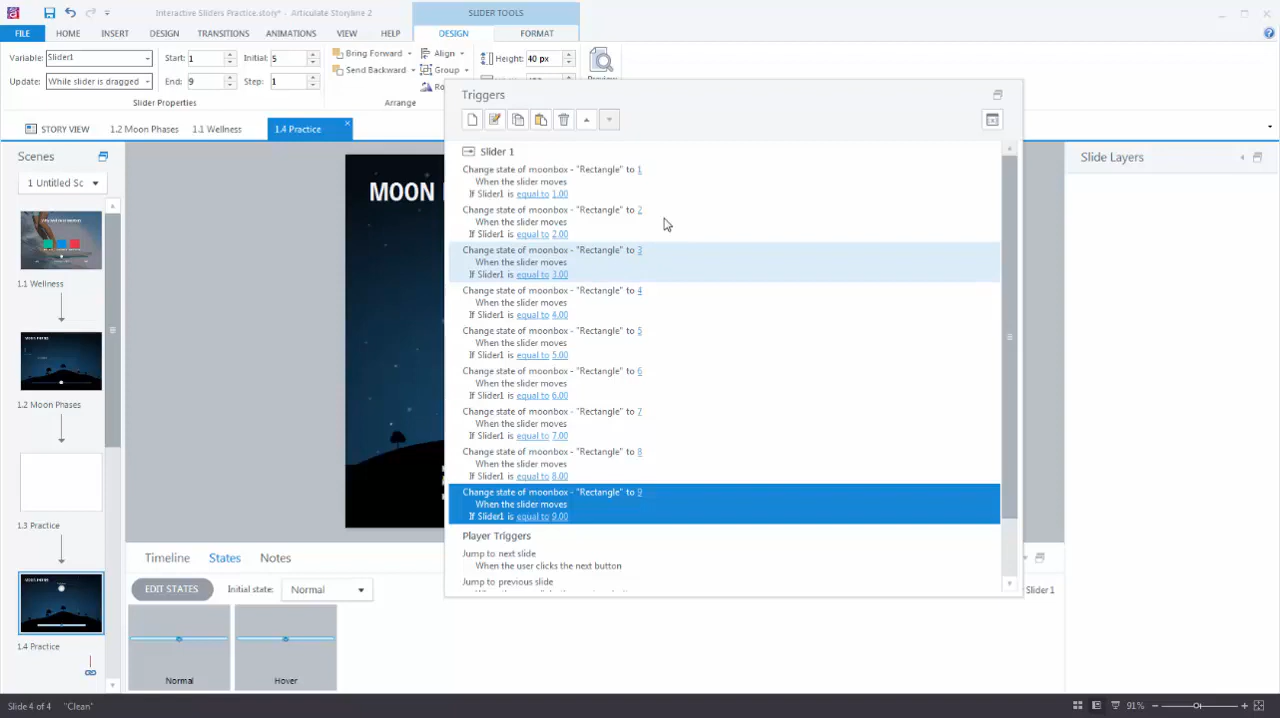 Interactive Sliders Practice.story* - Articulate Storyline 2
SLIDER TOOLS
FILE HOME INSERT DESIGN TRANSITIONS ANIMATIONS VIEW HELP DESIGN FORMAT
Variable: Slider1 Start: 1 Initial: 5 Bring Forward Align Height: 40 px
Update: While slider is dragged End: 9 Step: 1 Send Backward Group
Slider Properties Arrange
STORY VIEW 1.2 Moon Phases 1.1 Wellness 1.4 Practice
Scenes
1 Untitled Sc
1.1 Wellness
1.2 Moon Phases
1.3 Practice
1.4 Practice
MOON
Triggers
Slider 1
Change state of moonbox - "Rectangle" to 1
When the slider moves
If Slider1 is equal to 1.00
Change state of moonbox - "Rectangle" to 2
When the slider moves
If Slider1 is equal to 2.00
Change state of moonbox - "Rectangle" to 3
When the slider moves
If Slider1 is equal to 3.00
Change state of moonbox - "Rectangle" to 4
When the slider moves
If Slider1 is equal to 4.00
Change state of moonbox - "Rectangle" to 5
When the slider moves
If Slider1 is equal to 5.00
Change state of moonbox - "Rectangle" to 6
When the slider moves
If Slider1 is equal to 6.00
Change state of moonbox - "Rectangle" to 7
When the slider moves
If Slider1 is equal to 7.00
Change state of moonbox - "Rectangle" to 8
When the slider moves
If Slider1 is equal to 8.00
Change state of moonbox - "Rectangle" to 9
When the slider moves
If Slider1 is equal to 9.00
Player Triggers
Jump to next slide
When the user clicks the next button
Jump to previous slide
Slide Layers
Timeline States Notes
EDIT STATES Initial state: Normal
Slider 1
Normal Hover
Slide 4 of 4 "Clean" 91%